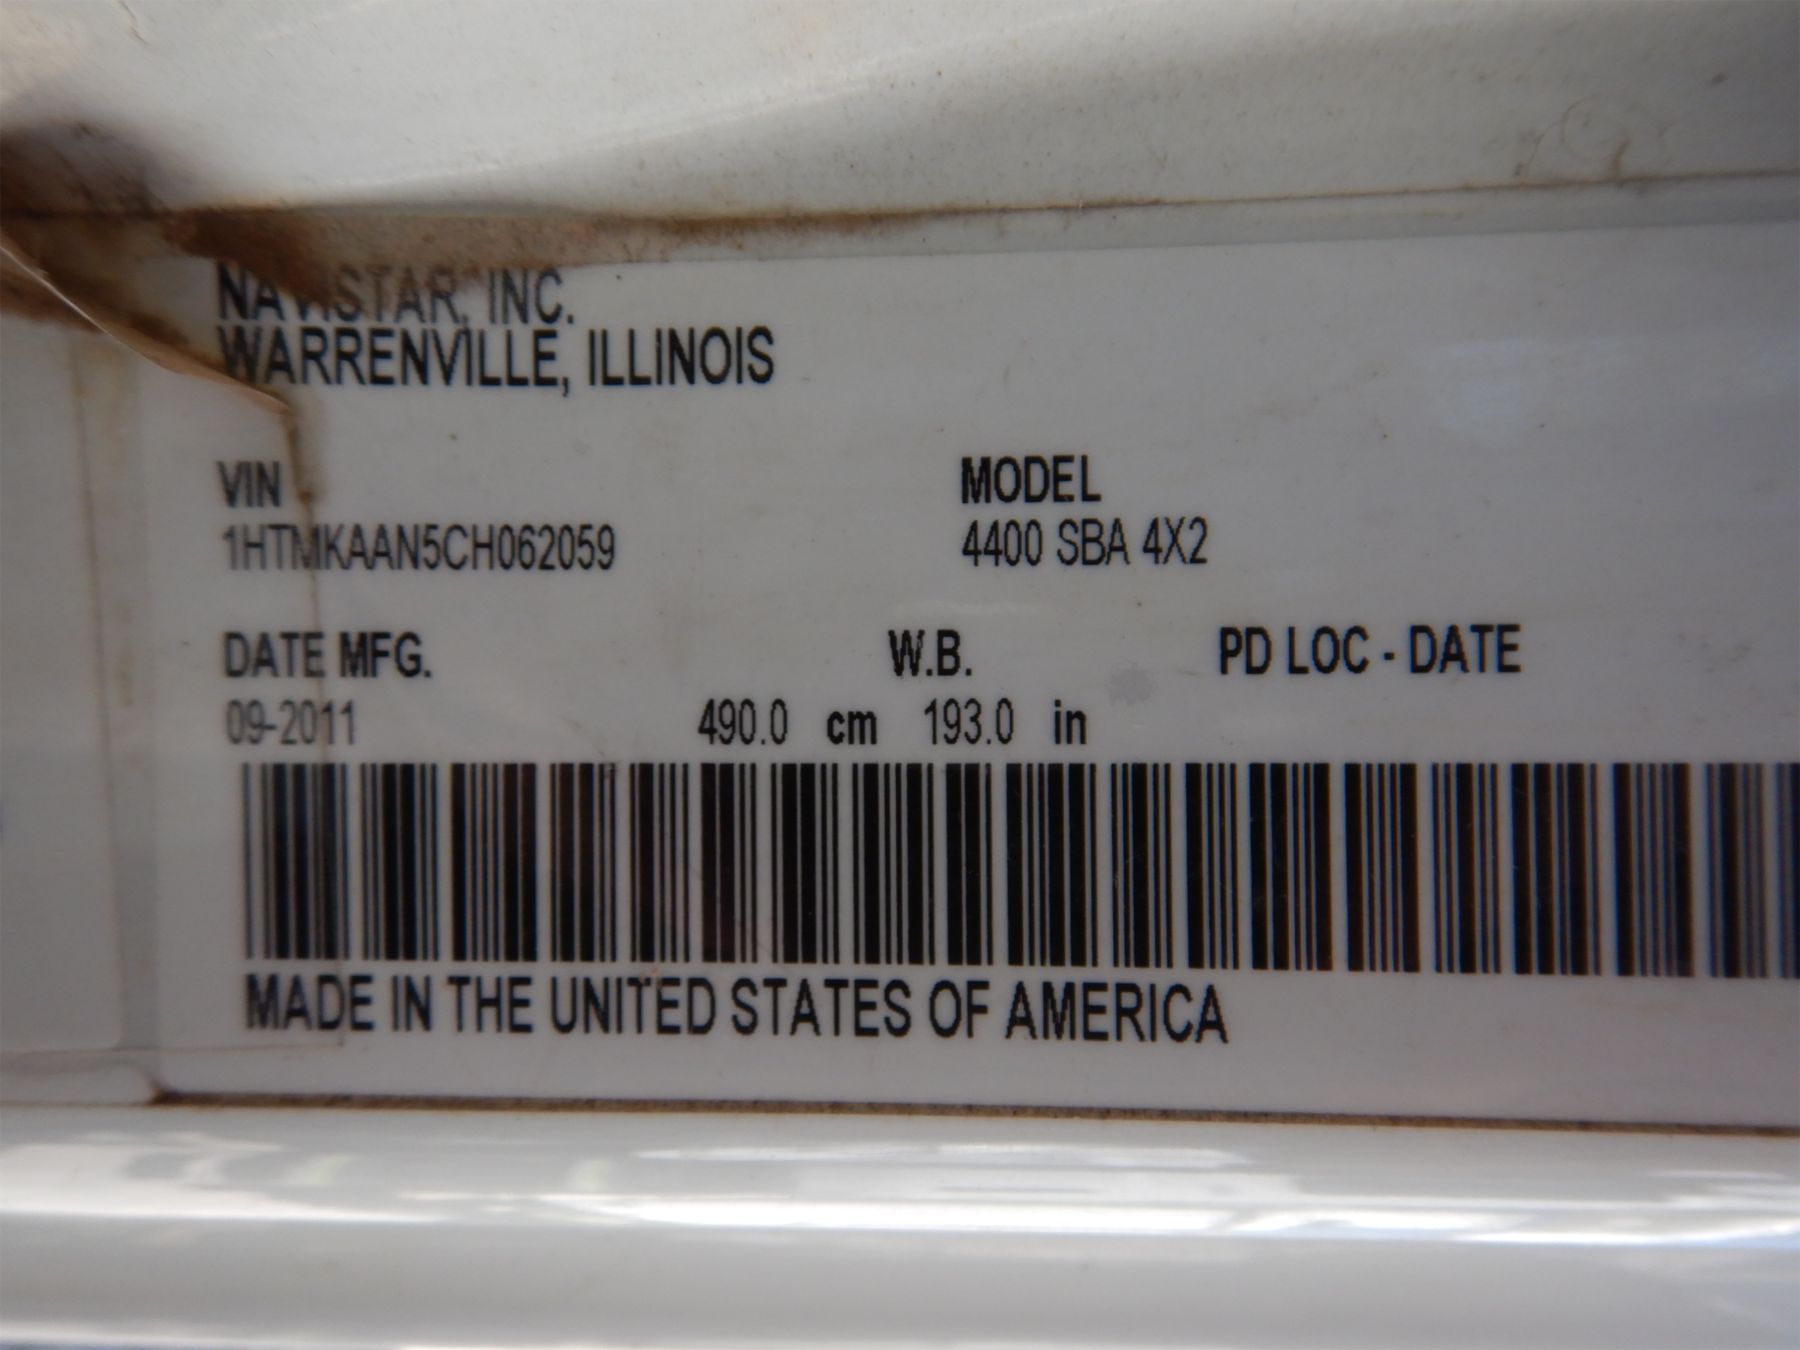 NAVISTAR, INC.
WARRENVILLE, ILLINOIS
VIN MODEL
1HTMKAAN5CH062059 4400 SBA 4X2
DATE MFG. W.B. PD LOC - DATE
09-2011 490.0 cm 193.0 in
MADE IN THE UNITED STATES OF AMERICA